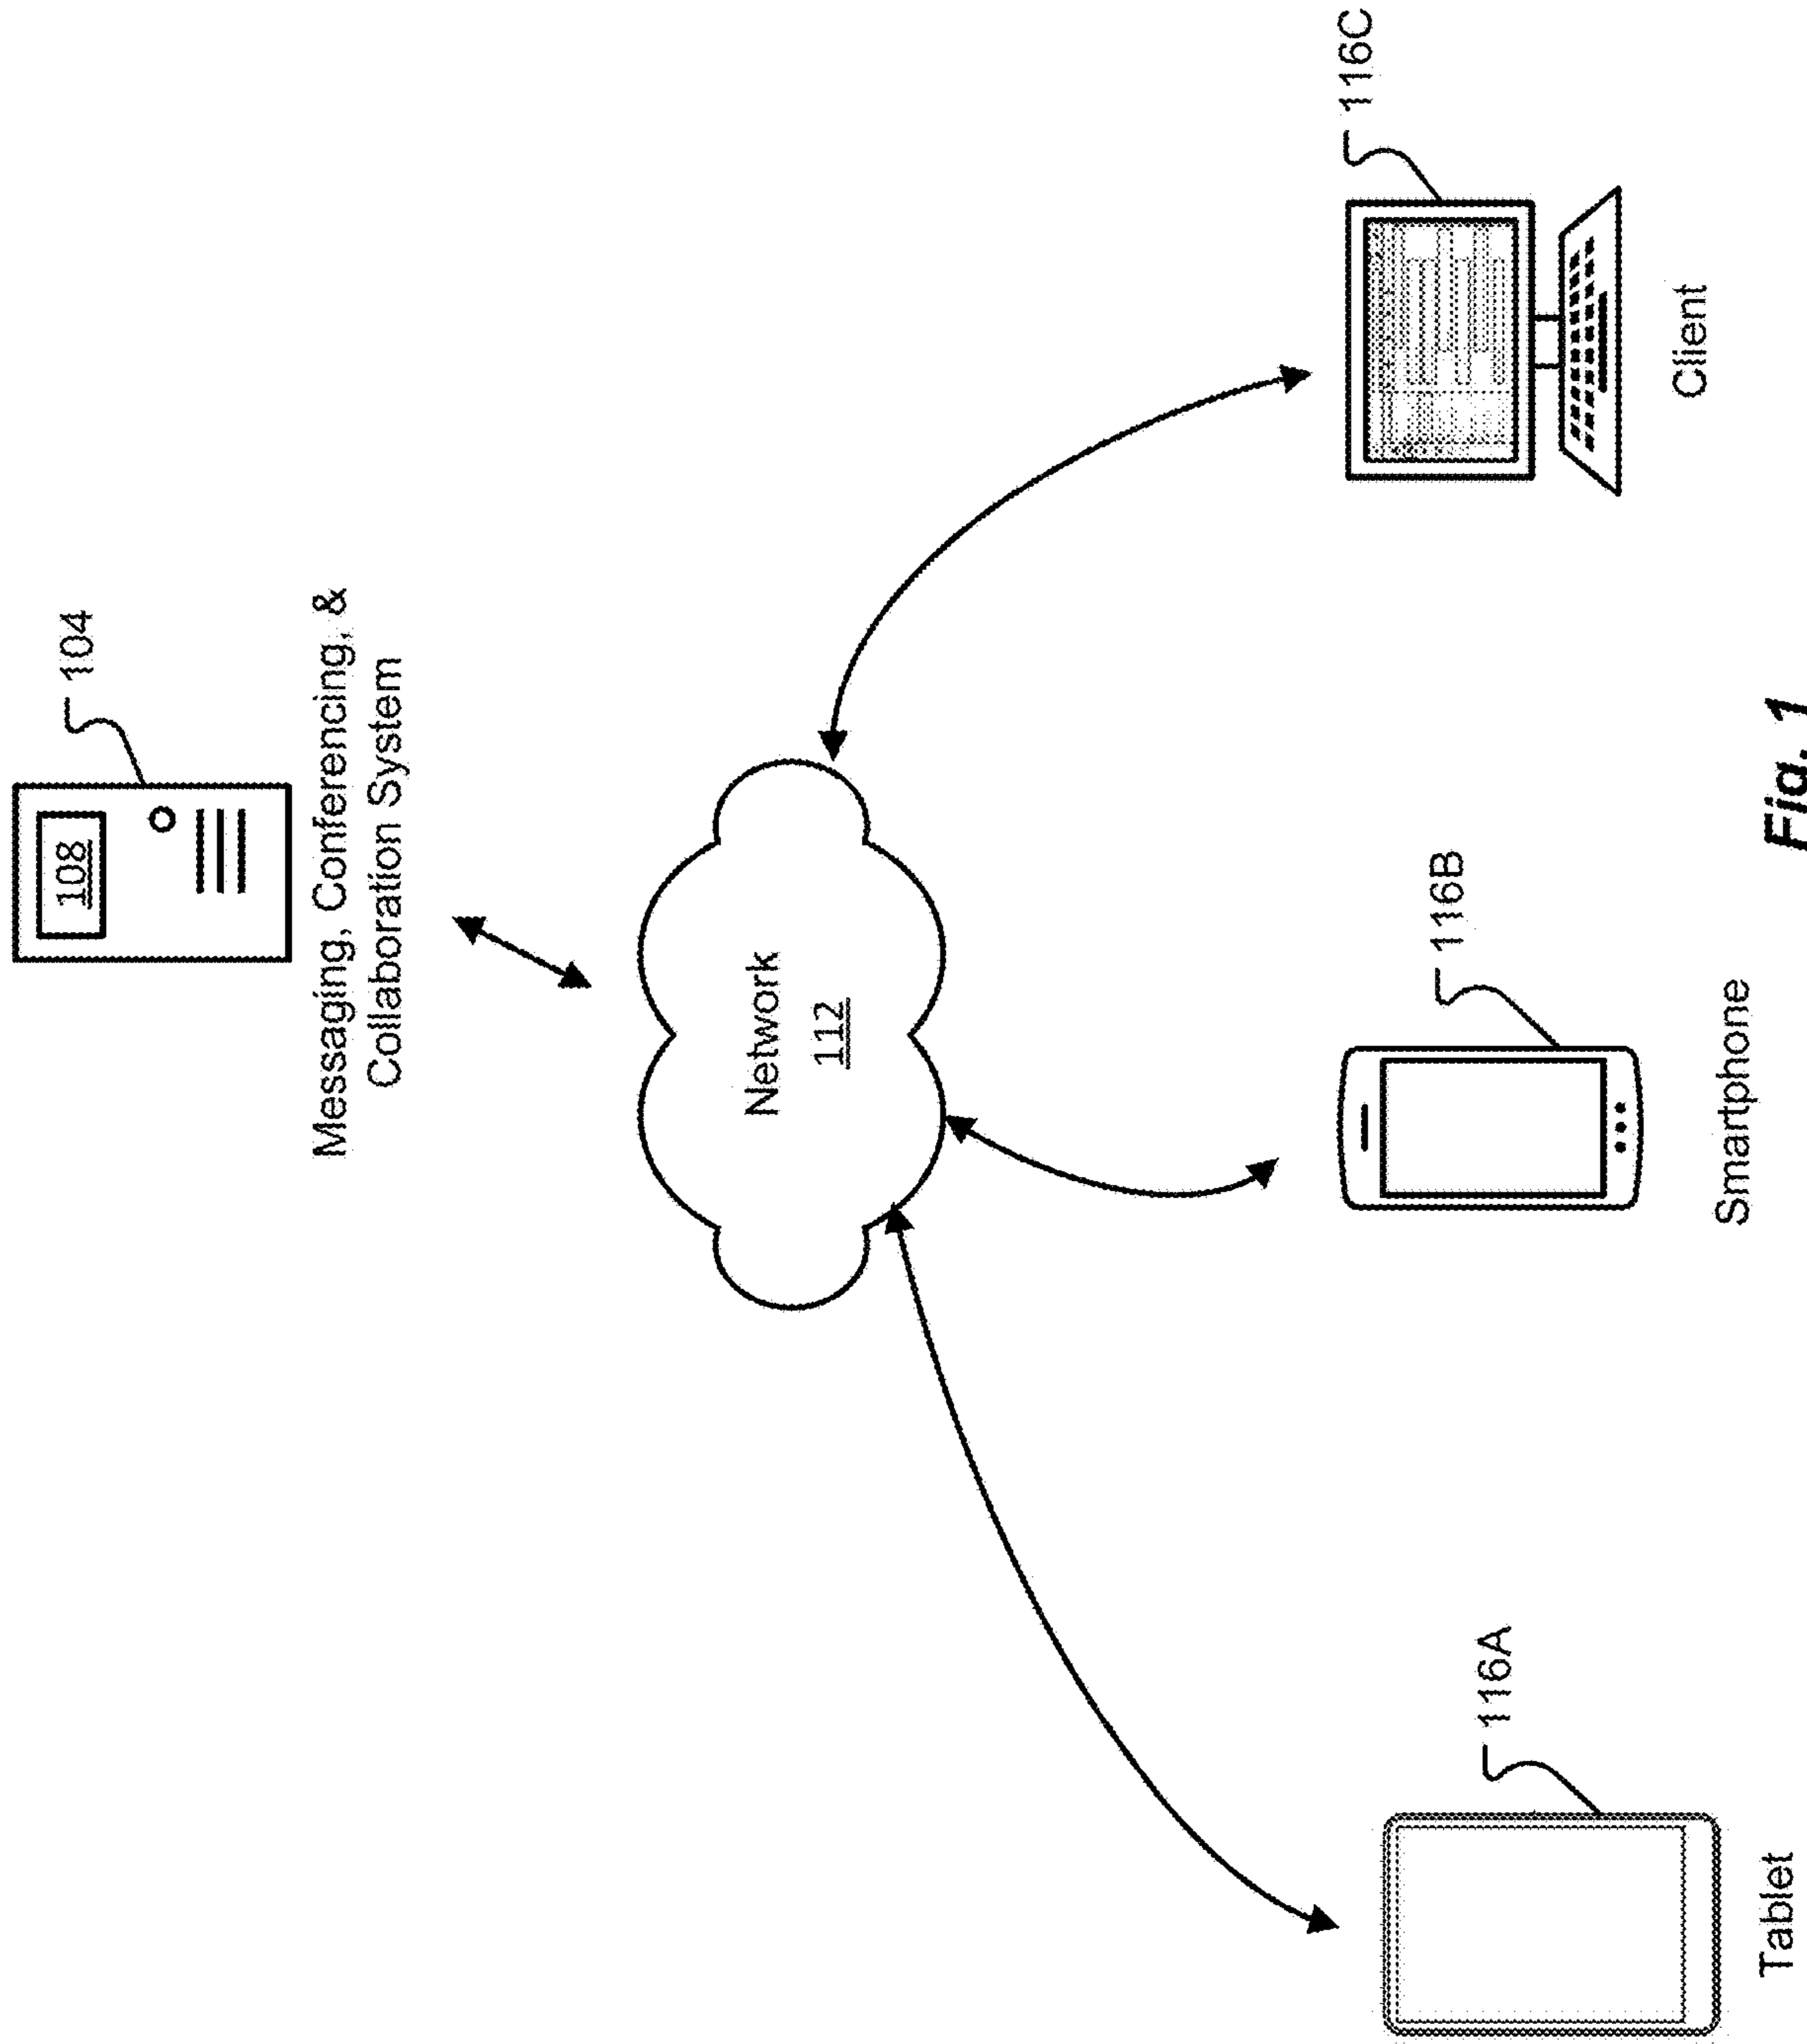 108
104
Messaging, Conferencing, &
Collaboration System
Network
112
116A
116B
116C
Tablet
Smartphone
Client
Fig. 1